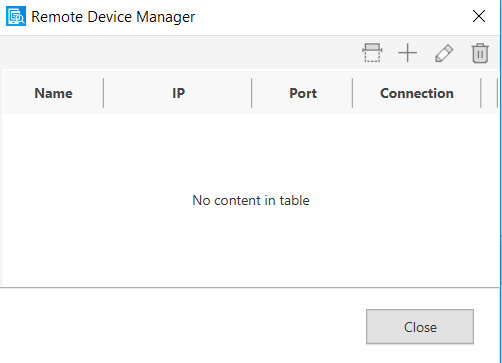 Remote Device Manager
Name IP Port Connection
No content in table
Close